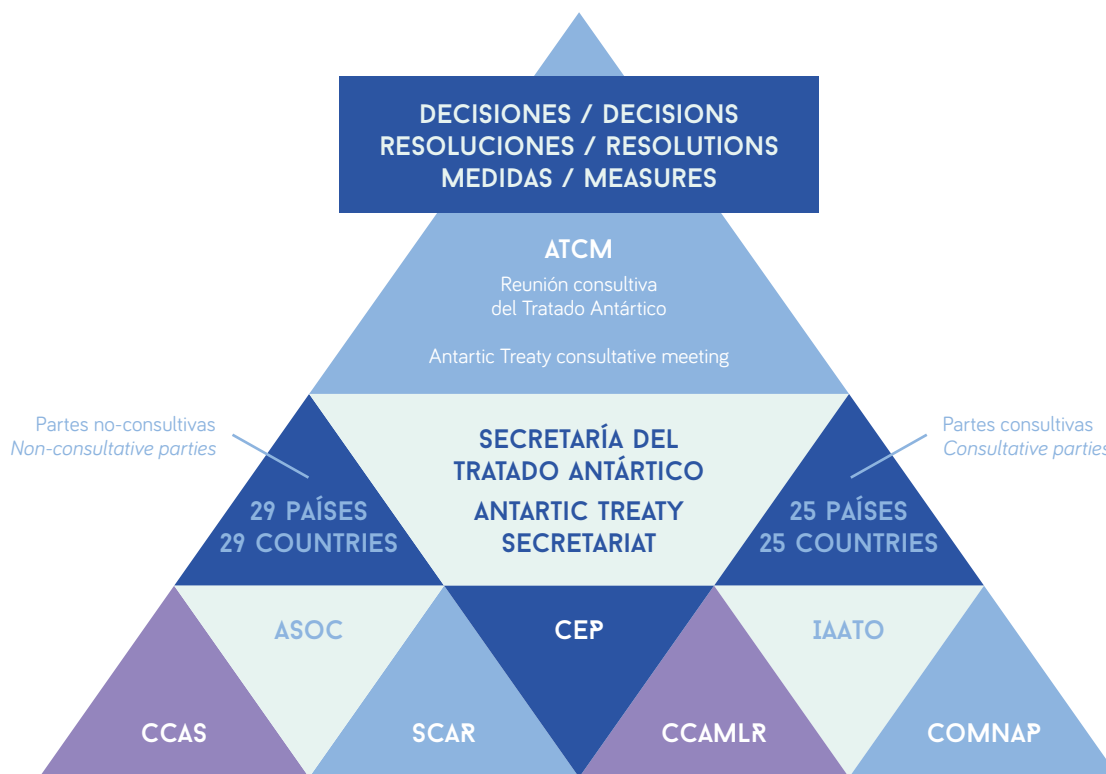 DECISIONES / DECISIONS
RESOLUCIONES / RESOLUTIONS
MEDIDAS / MEASURES
ATCM
Reunión consultiva
del Tratado Antártico
Antartic Treaty consultative meeting
Partes no-consultivas
Non-consultative parties
29 PAÍSES
29 COUNTRIES
SECRETARÍA DEL
TRATADO ANTÁRTICO
ANTARTIC TREATY
SECRETARIAT
Partes consultivas
Consultative parties
25 PAÍSES
25 COUNTRIES
ASOC
CEP
IAATO
CCAS
SCAR
CCAMLR
COMNAP